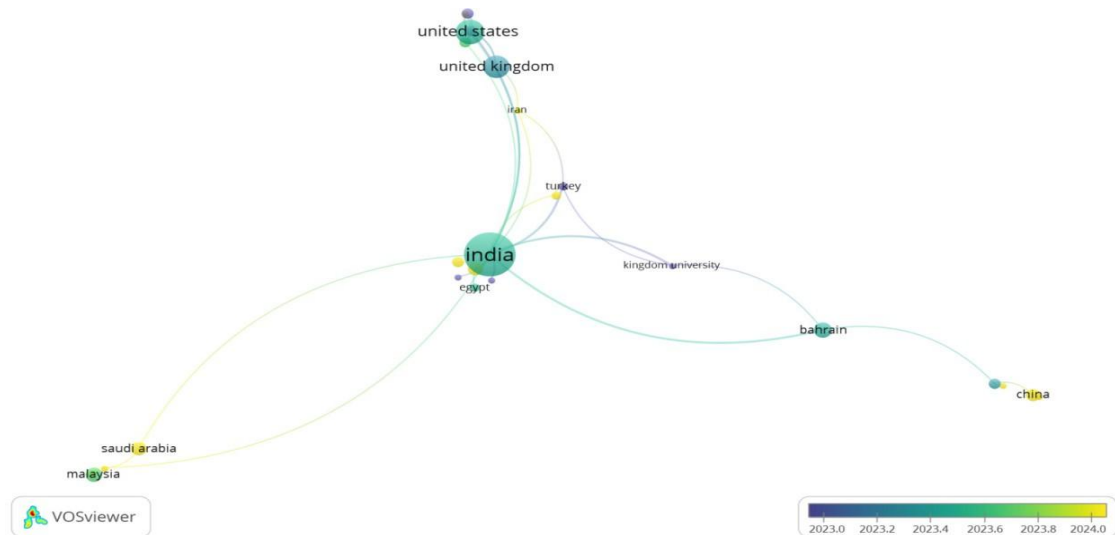 united states
united kingdom
iran
turkey
india
kingdom university
egypt
bahrain
china
saudi arabia
malaysia
VOSviewer
2023.0 2023.2 2023.4 2023.6 2023.8 2024.0